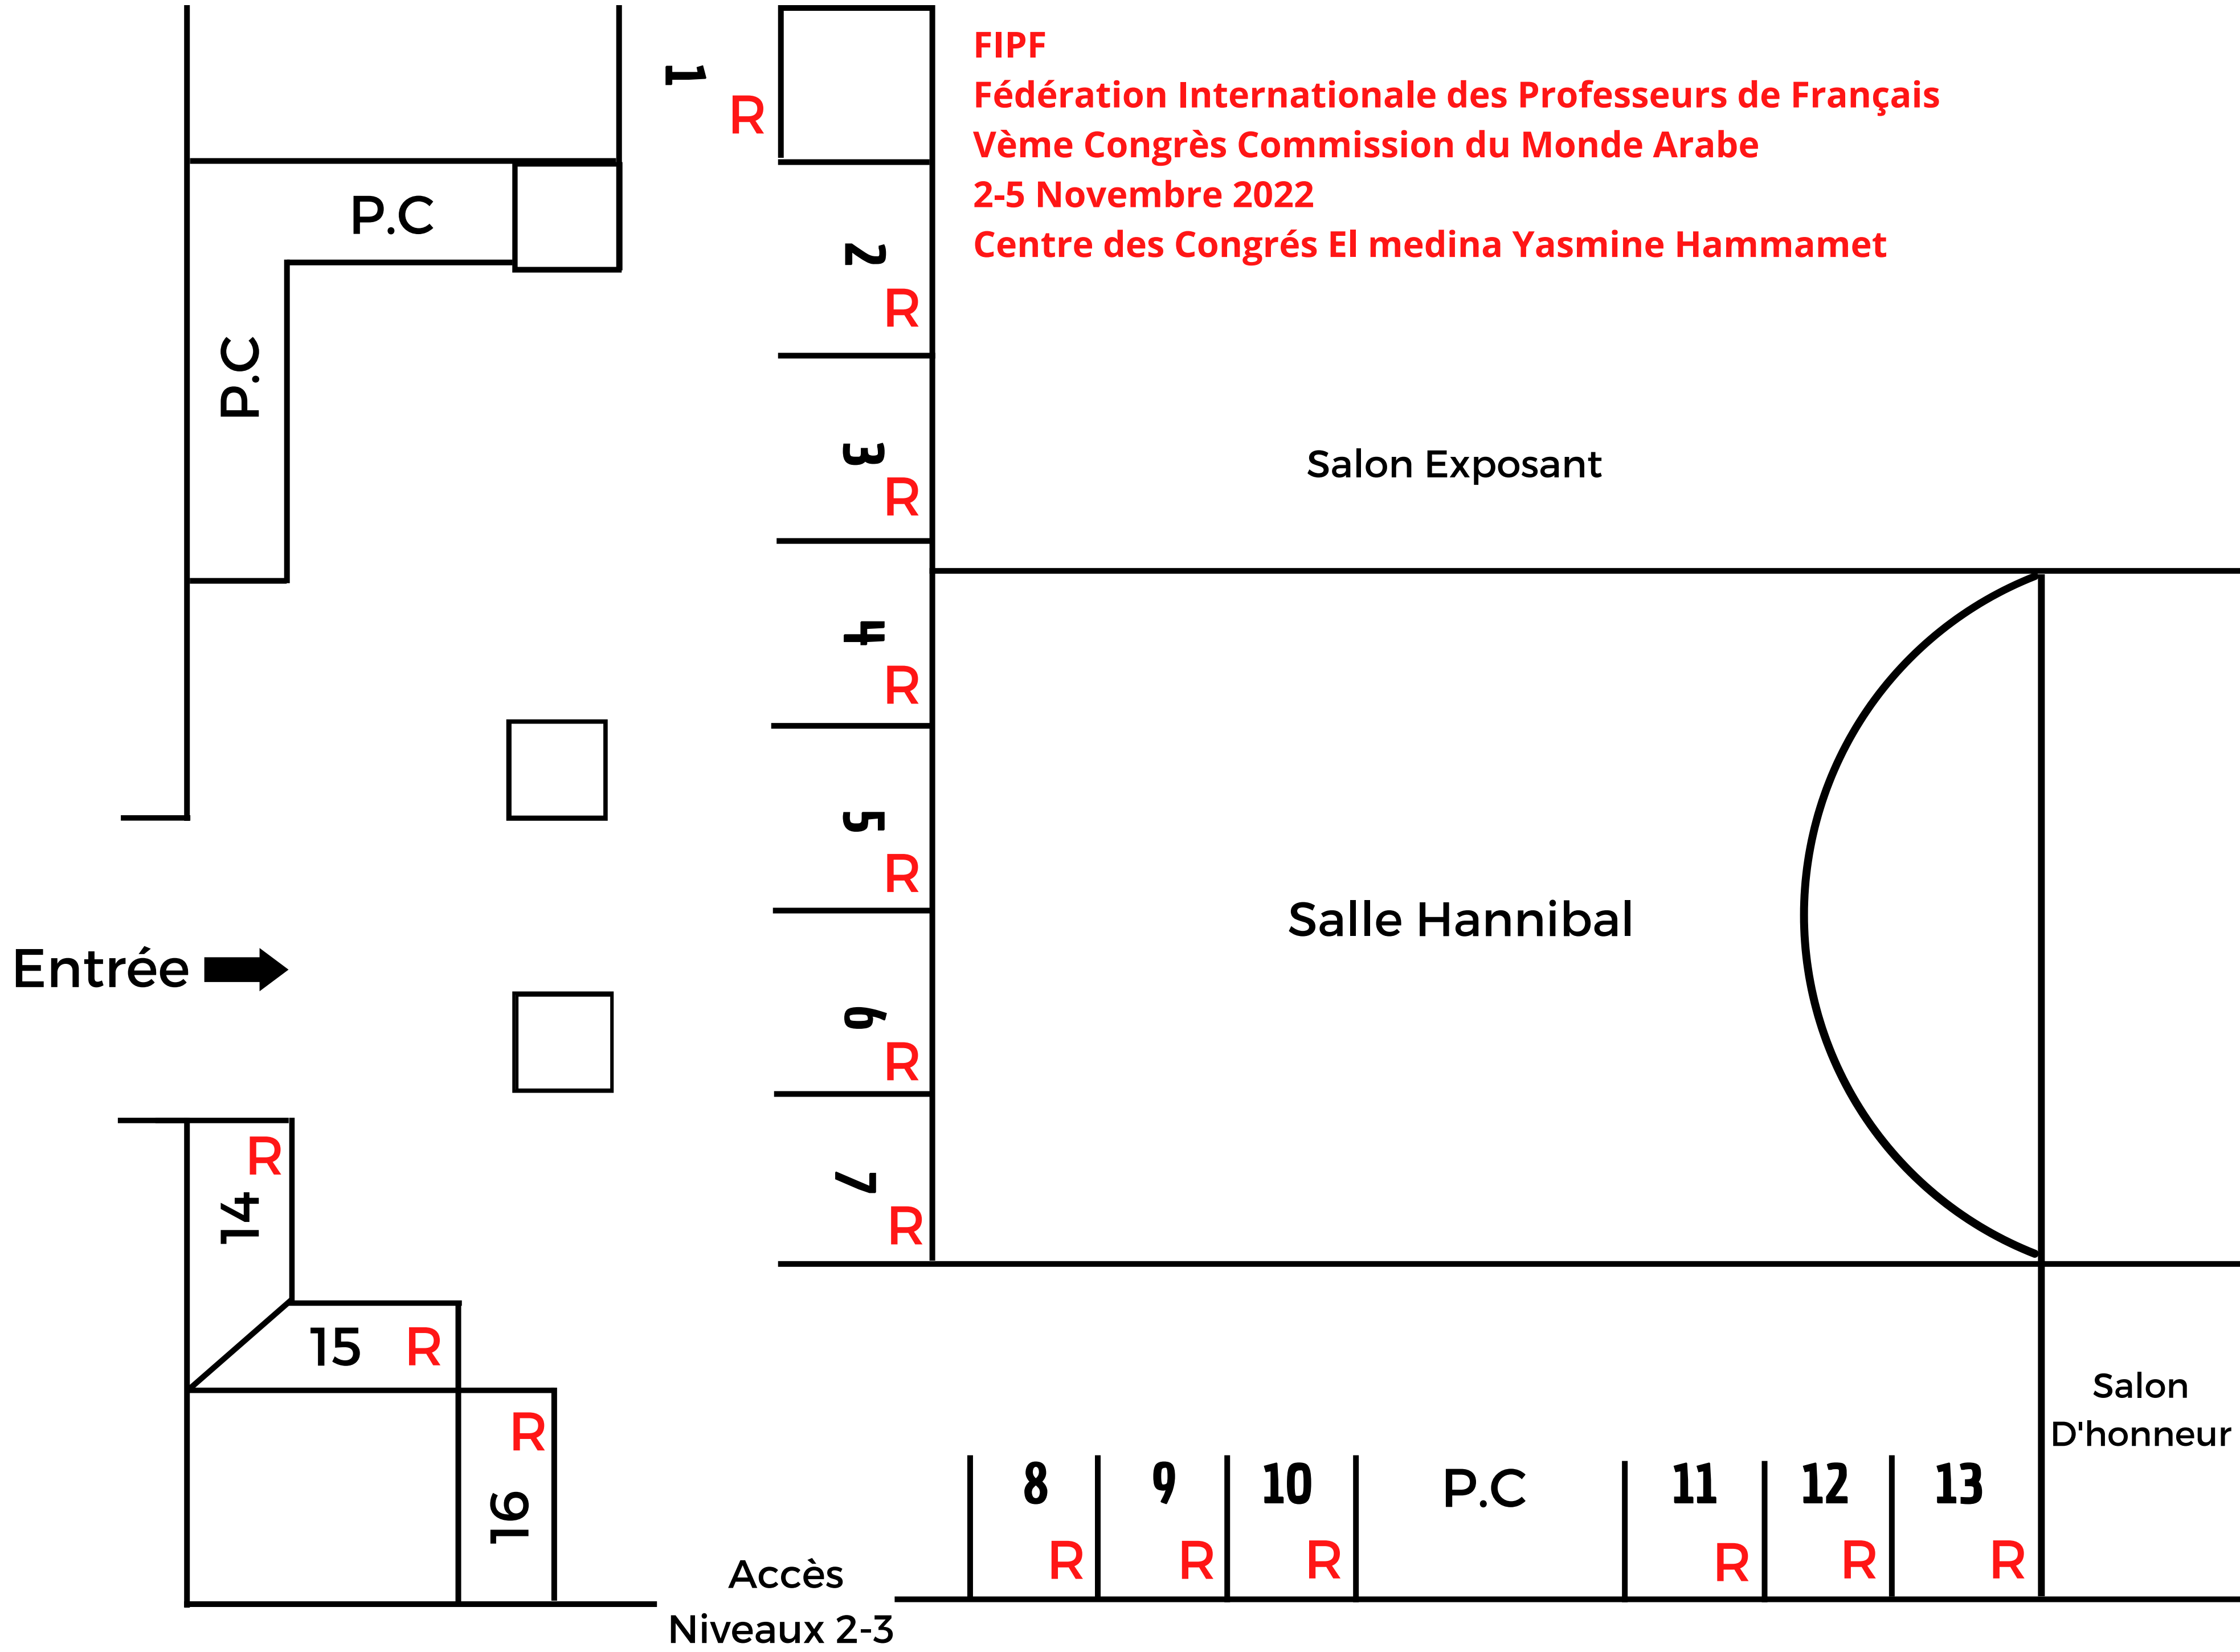 FIPF
Fédération Internationale des Professeurs de Français
Vème Congrès Commission du Monde Arabe
2-5 Novembre 2022
Centre des Congrés El medina Yasmine Hammamet
1
R
P.C
P.C
2
R
3
R
Salon Exposant
4
R
5
R
Salle Hannibal
Entrée
6
R
7
R
R
14
15 R
R
16
Salon
D'honneur
8 9 10 P.C 11 12 13
R R R R R R
Accès
Niveaux 2-3